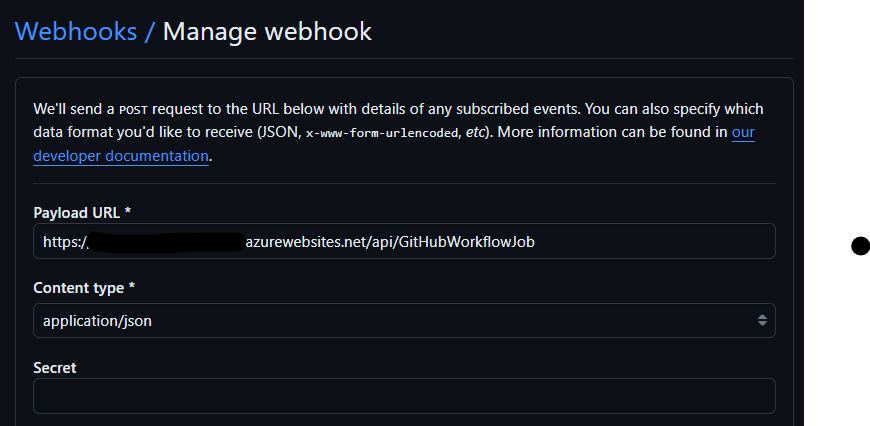 Webhooks / Manage webhook
We'll send a POST request to the URL below with details of any subscribed events. You can also specify which
data format you'd like to receive (JSON, x-www-form-urlencoded, etc). More information can be found in our
developer documentation.
Payload URL *
https:/ azurewebsites.net/api/GitHubWorkflowJob
Content type *
application/json
Secret